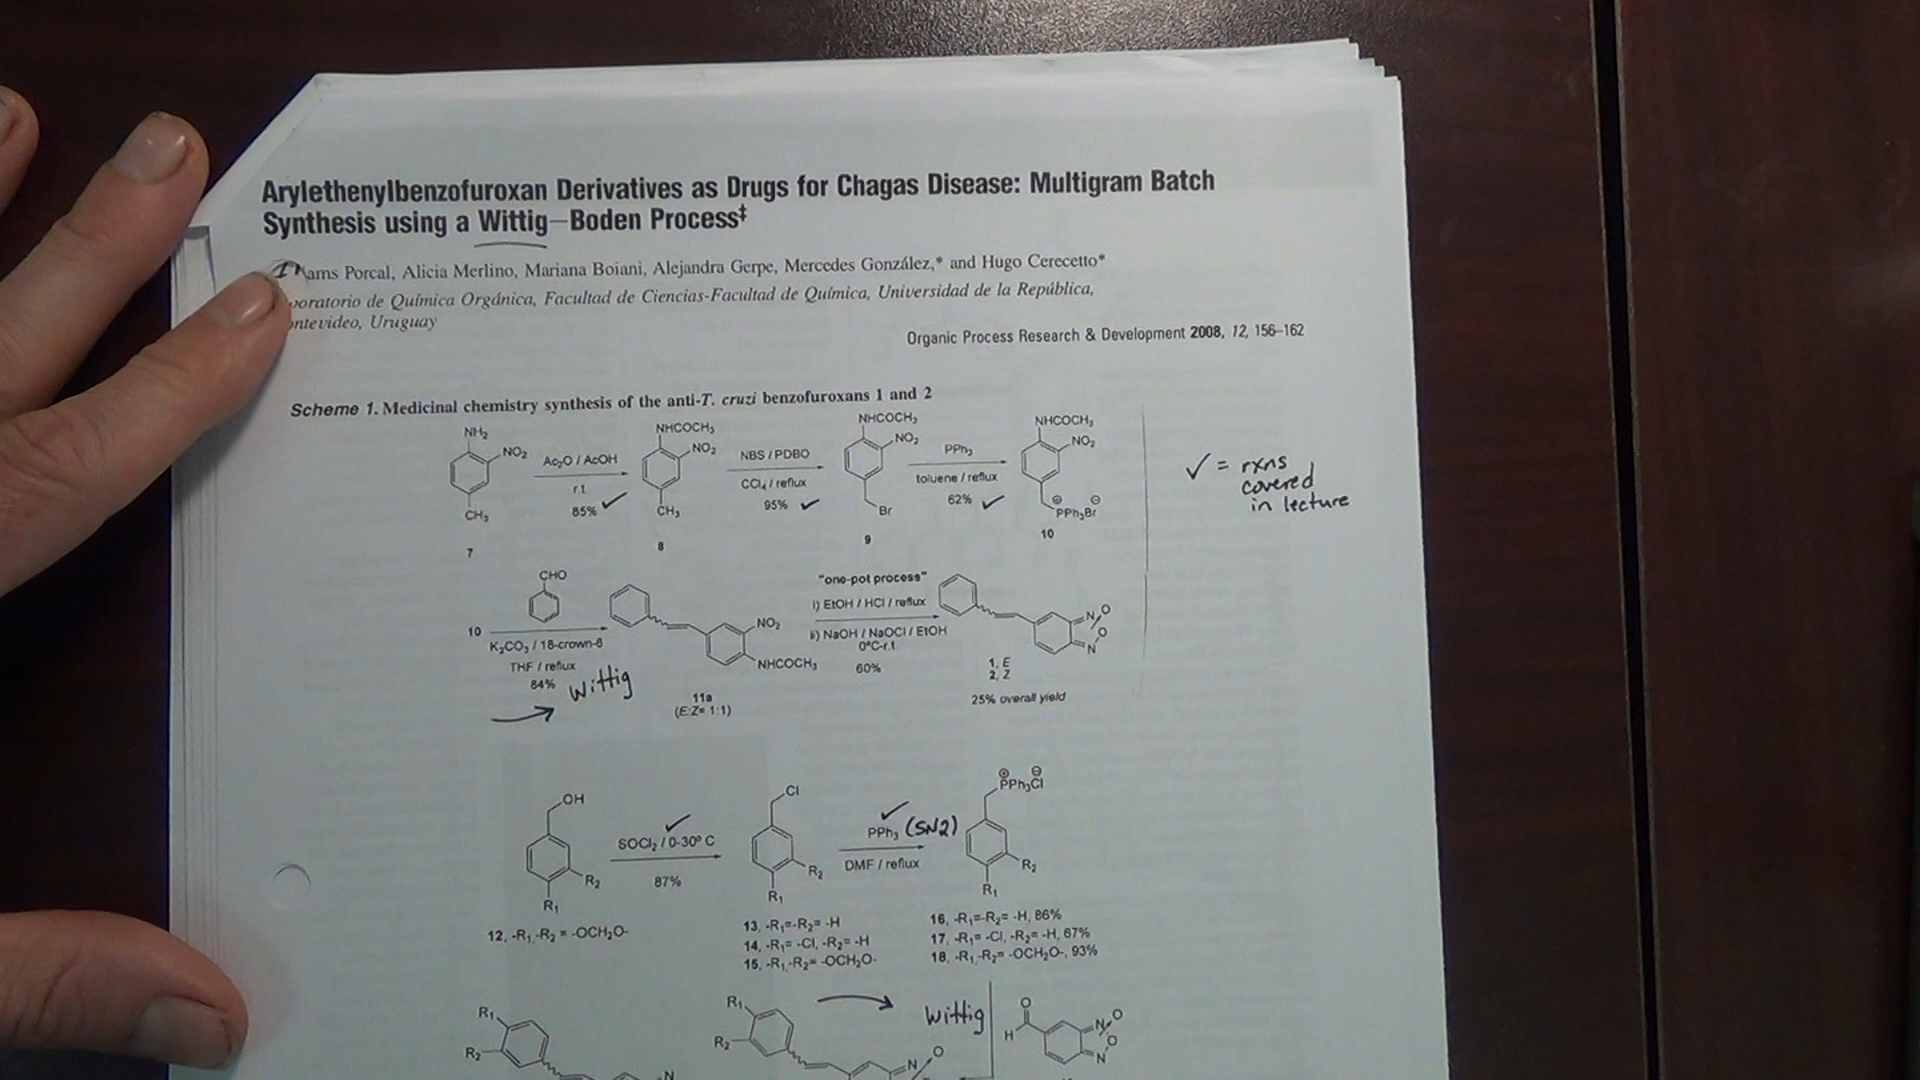 Arylethenylbenzofuroxan Derivatives as Drugs for Chagas Disease: Multigram Batch
Synthesis using a Wittig–Boden Process‡
Williams Porcal, Alicia Merlino, Mariana Boiani, Alejandra Gerpe, Mercedes González,* and Hugo Cerecetto*
oratorio de Química Orgánica, Facultad de Ciencias-Facultad de Química, Universidad de la República,
ntevideo, Uruguay
Organic Process Research & Development 2008, 12, 156–162
Scheme 1. Medicinal chemistry synthesis of the anti-T. cruzi benzofuroxans 1 and 2
NH2 NO2 CH3 7
Ac2O / AcOH
r.t.
85% ✓
NHCOCH3 NO2 CH3 8
NBS / PDBO
CCl4 / reflux
95% ✓
NHCOCH3 NO2 Br 9
PPh3
toluene / reflux
62% ✓
NHCOCH3 NO2 ⊕ ⊖ PPh3Br 10
✓ = rxns
covered
in lecture
10
CHO
K2CO3 / 18-crown-6
THF / reflux
84%
Wittig
NO2
NHCOCH3
11a
(E:Z= 1:1)
"one-pot process"
i) EtOH / HCl / reflux
ii) NaOH / NaOCl / EtOH
0ºC-r.t
60%
N O
O
N
1, E
2, Z
25% overall yield
OH R2 R1
12, -R1,-R2 = -OCH2O-
SOCl2 / 0-30º C ✓
87%
Cl R2 R1
13, -R1=-R2= -H
14, -R1= -Cl, -R2= -H
15, -R1,-R2= -OCH2O-
✓
PPh3 (SN2)
DMF / reflux
⊕ ⊖
PPh3Cl R2 R1
16, -R1=-R2= -H, 86%
17, -R1= -Cl, -R2= -H, 67%
18, -R1,-R2= -OCH2O-, 93%
R1
R2
N
R1
R2
N O
Wittig
O
H
N O
O
N